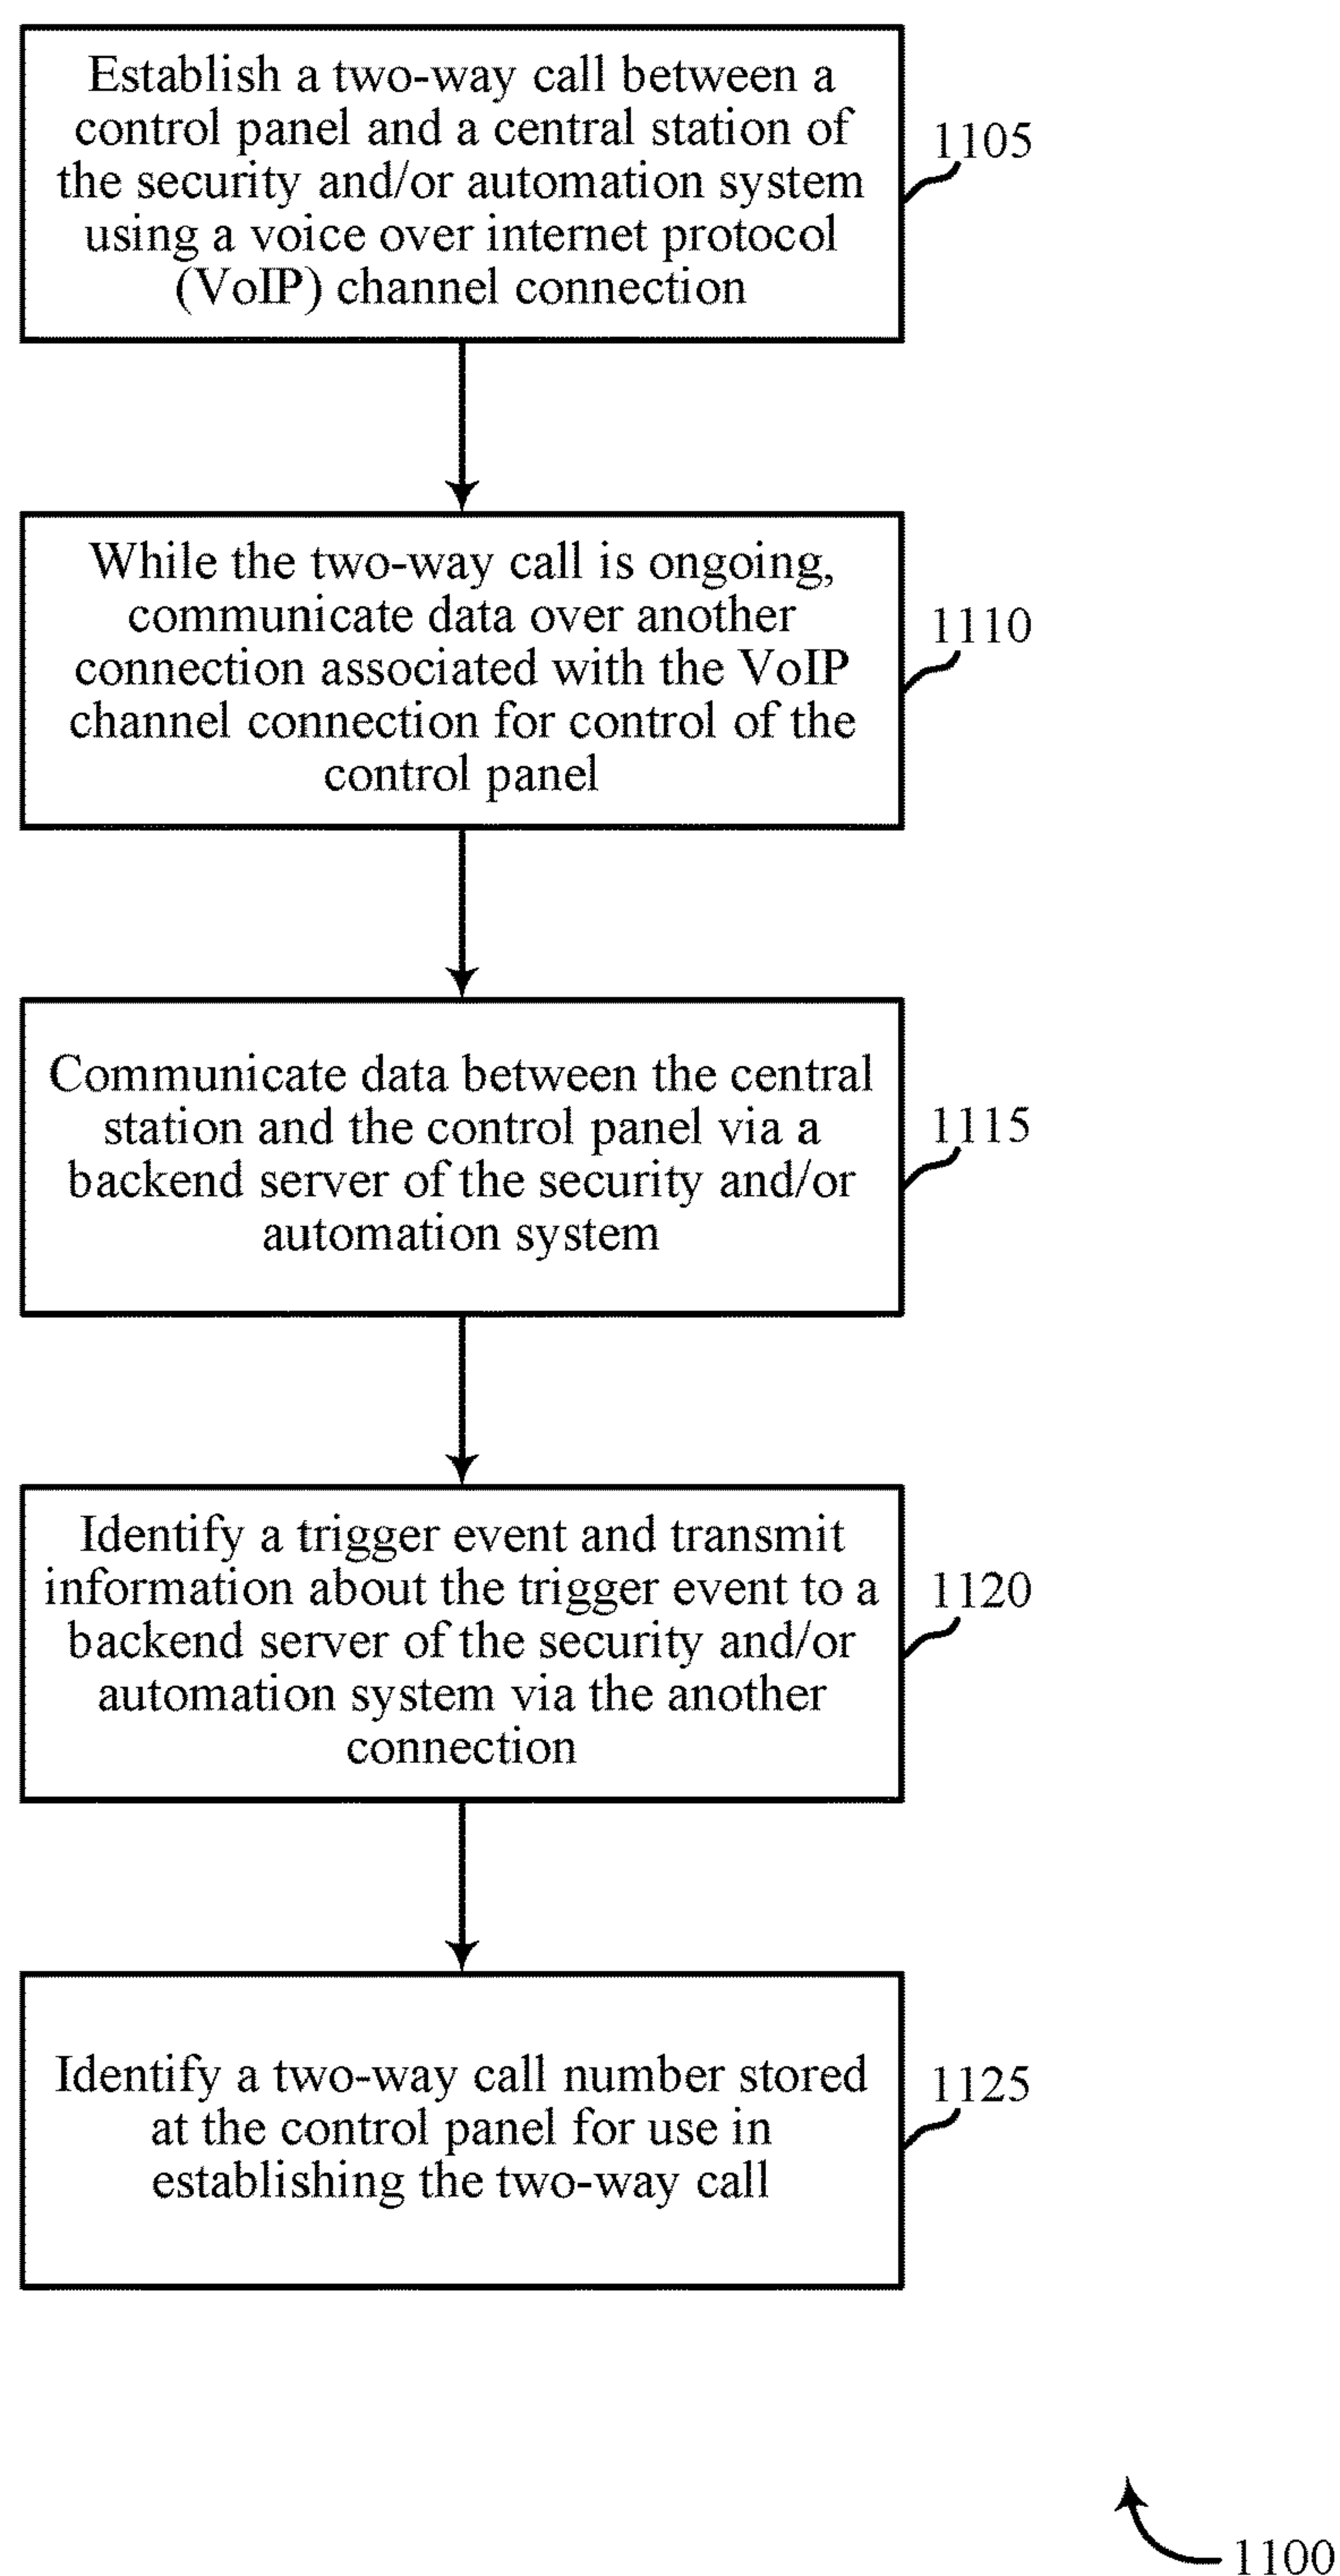 Establish a two-way call between a
control panel and a central station of
the security and/or automation system
using a voice over internet protocol
(VoIP) channel connection
1105
While the two-way call is ongoing,
communicate data over another
connection associated with the VoIP
channel connection for control of the
control panel
1110
Communicate data between the central
station and the control panel via a
backend server of the security and/or
automation system
1115
Identify a trigger event and transmit
information about the trigger event to a
backend server of the security and/or
automation system via the another
connection
1120
Identify a two-way call number stored
at the control panel for use in
establishing the two-way call
1125
1100